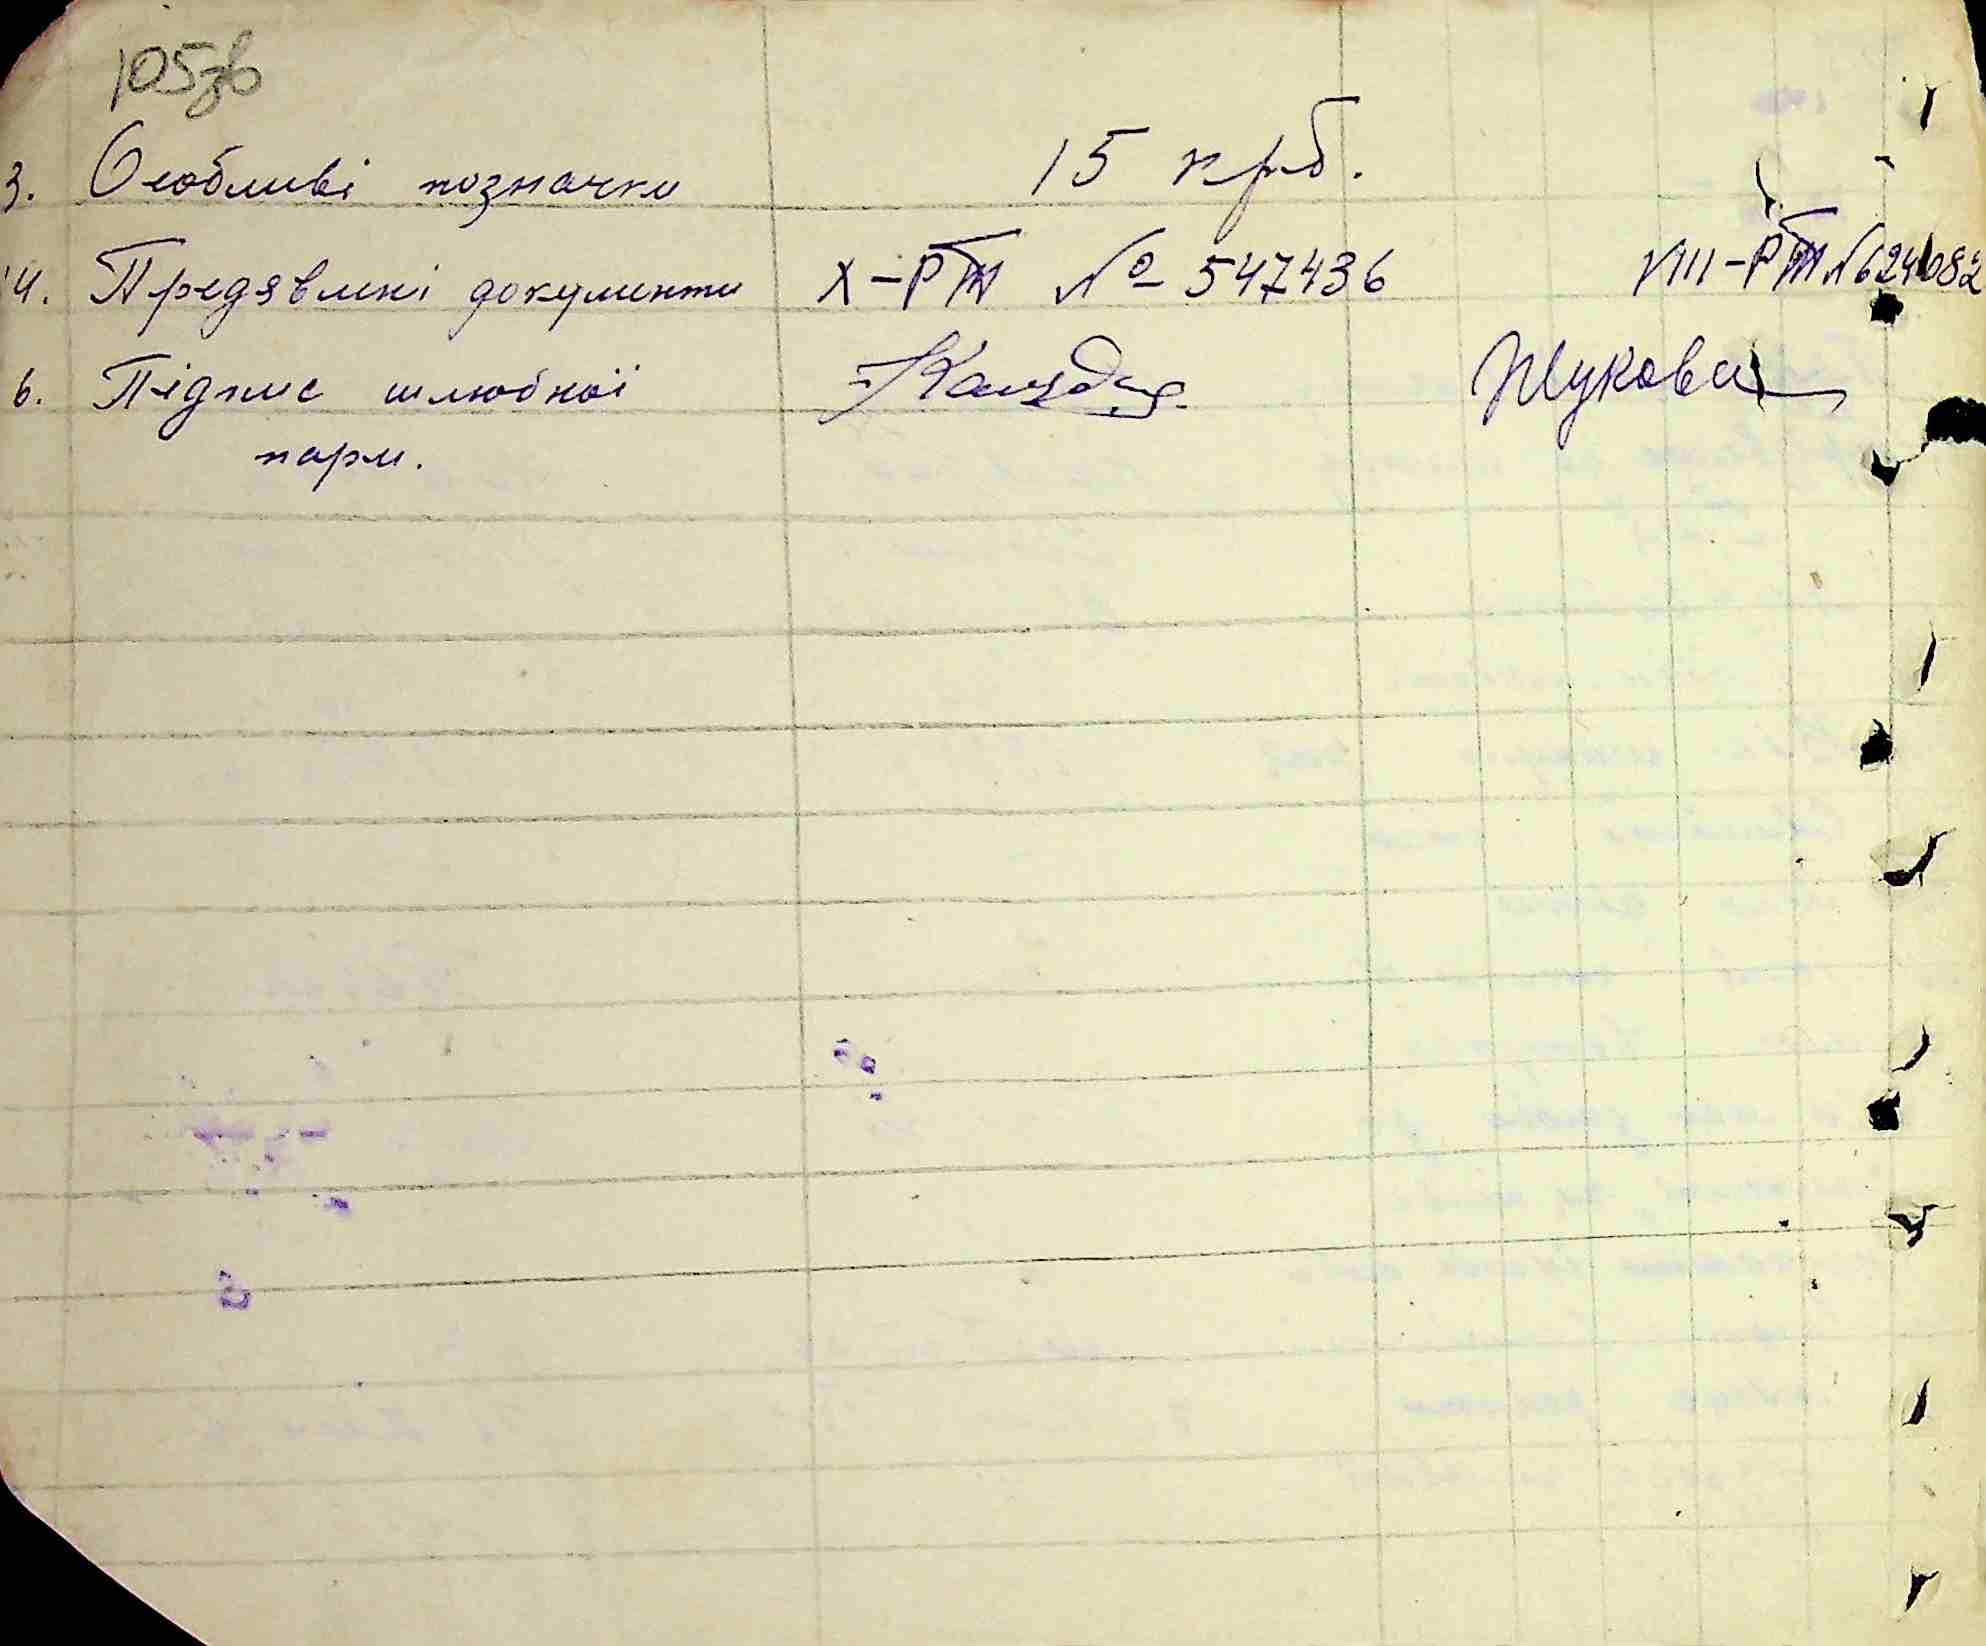 105зв
3. Особливі позначки 15 крб.
14. Предявлені документи X-РТ № 547436 VIII-РТ №624082
6. Підпис шлюбної Жукова
пари.